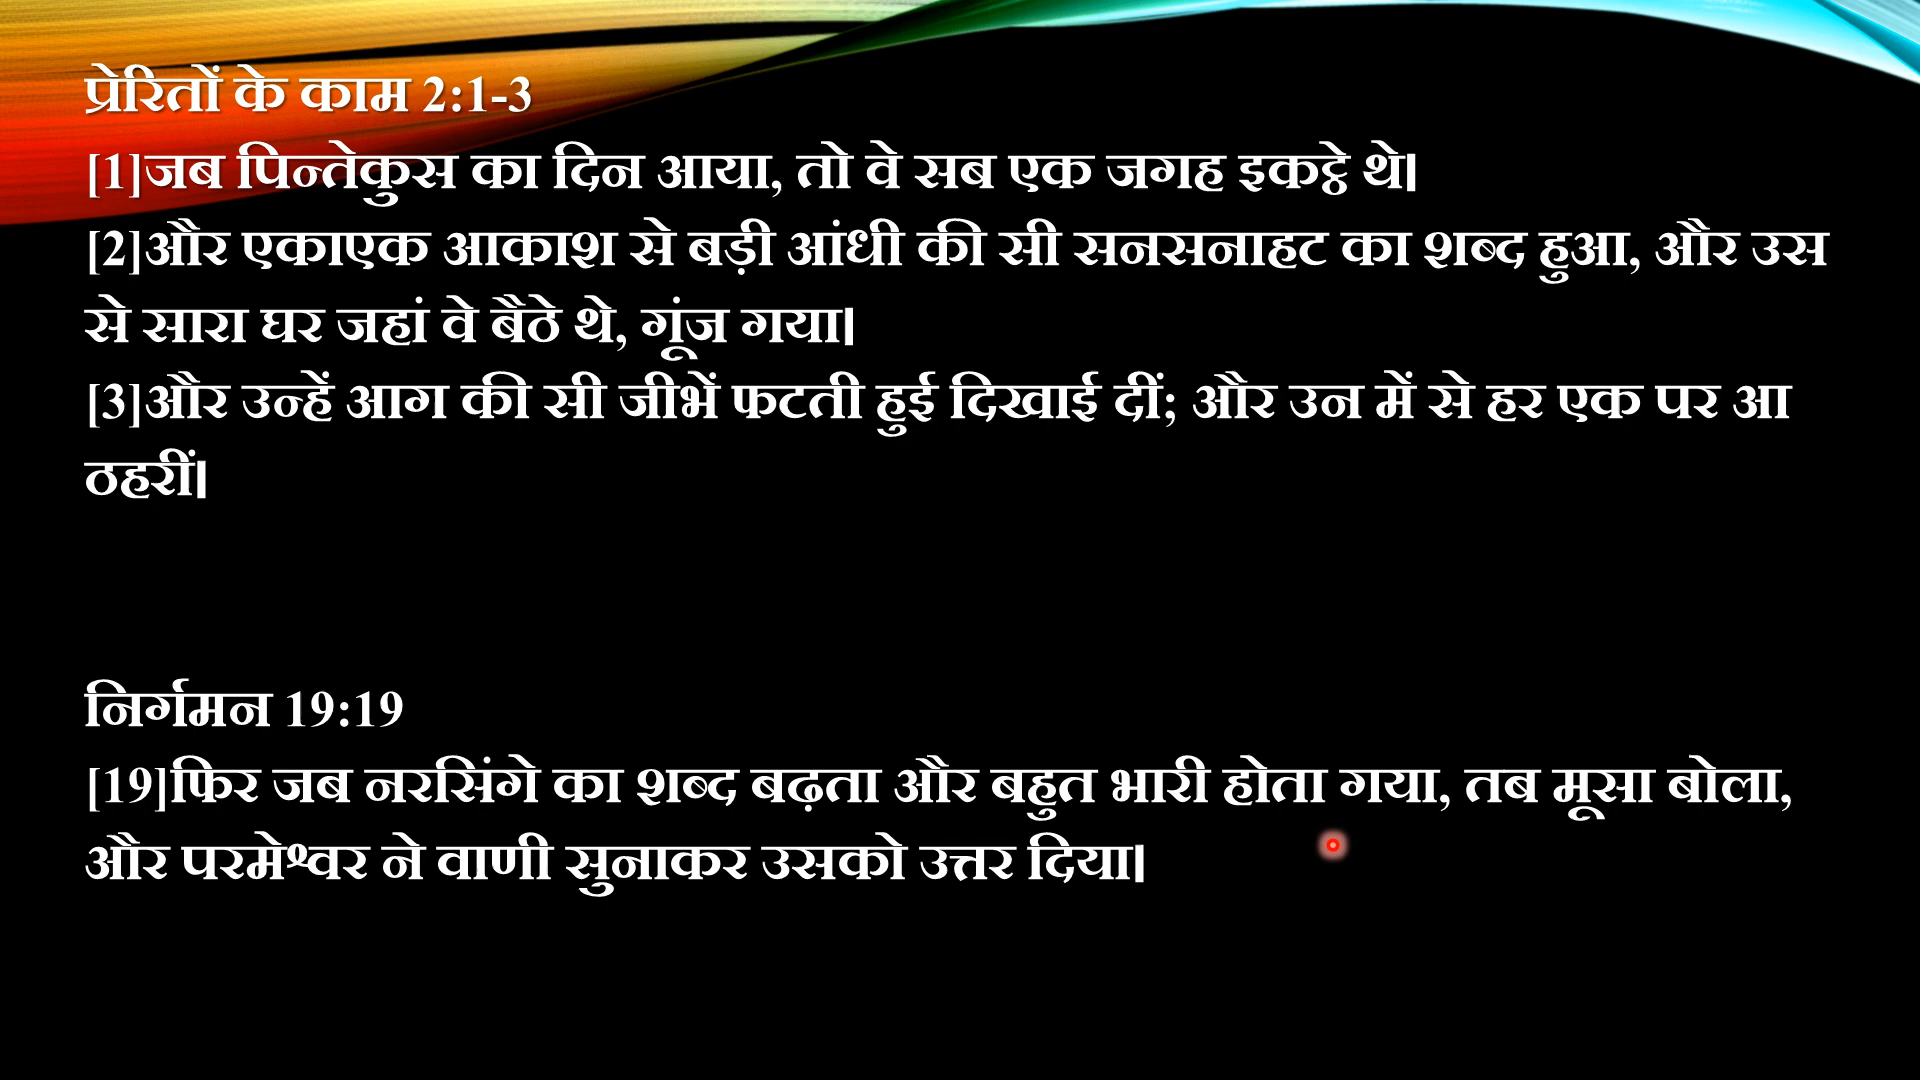 प्रेरितों के काम 2:1-3
[1]जब पिन्तेकुस का दिन आया, तो वे सब एक जगह इकट्ठे थे।
[2]और एकाएक आकाश से बड़ी आंधी की सी सनसनाहट का शब्द हुआ, और उस
से सारा घर जहां वे बैठे थे, गूंज गया।
[3]और उन्हें आग की सी जीभें फटती हुई दिखाई दीं; और उन में से हर एक पर आ
ठहरीं।
निर्गमन 19:19
[19]फिर जब नरसिंगे का शब्द बढ़ता और बहुत भारी होता गया, तब मूसा बोला,
और परमेश्वर ने वाणी सुनाकर उसको उत्तर दिया।